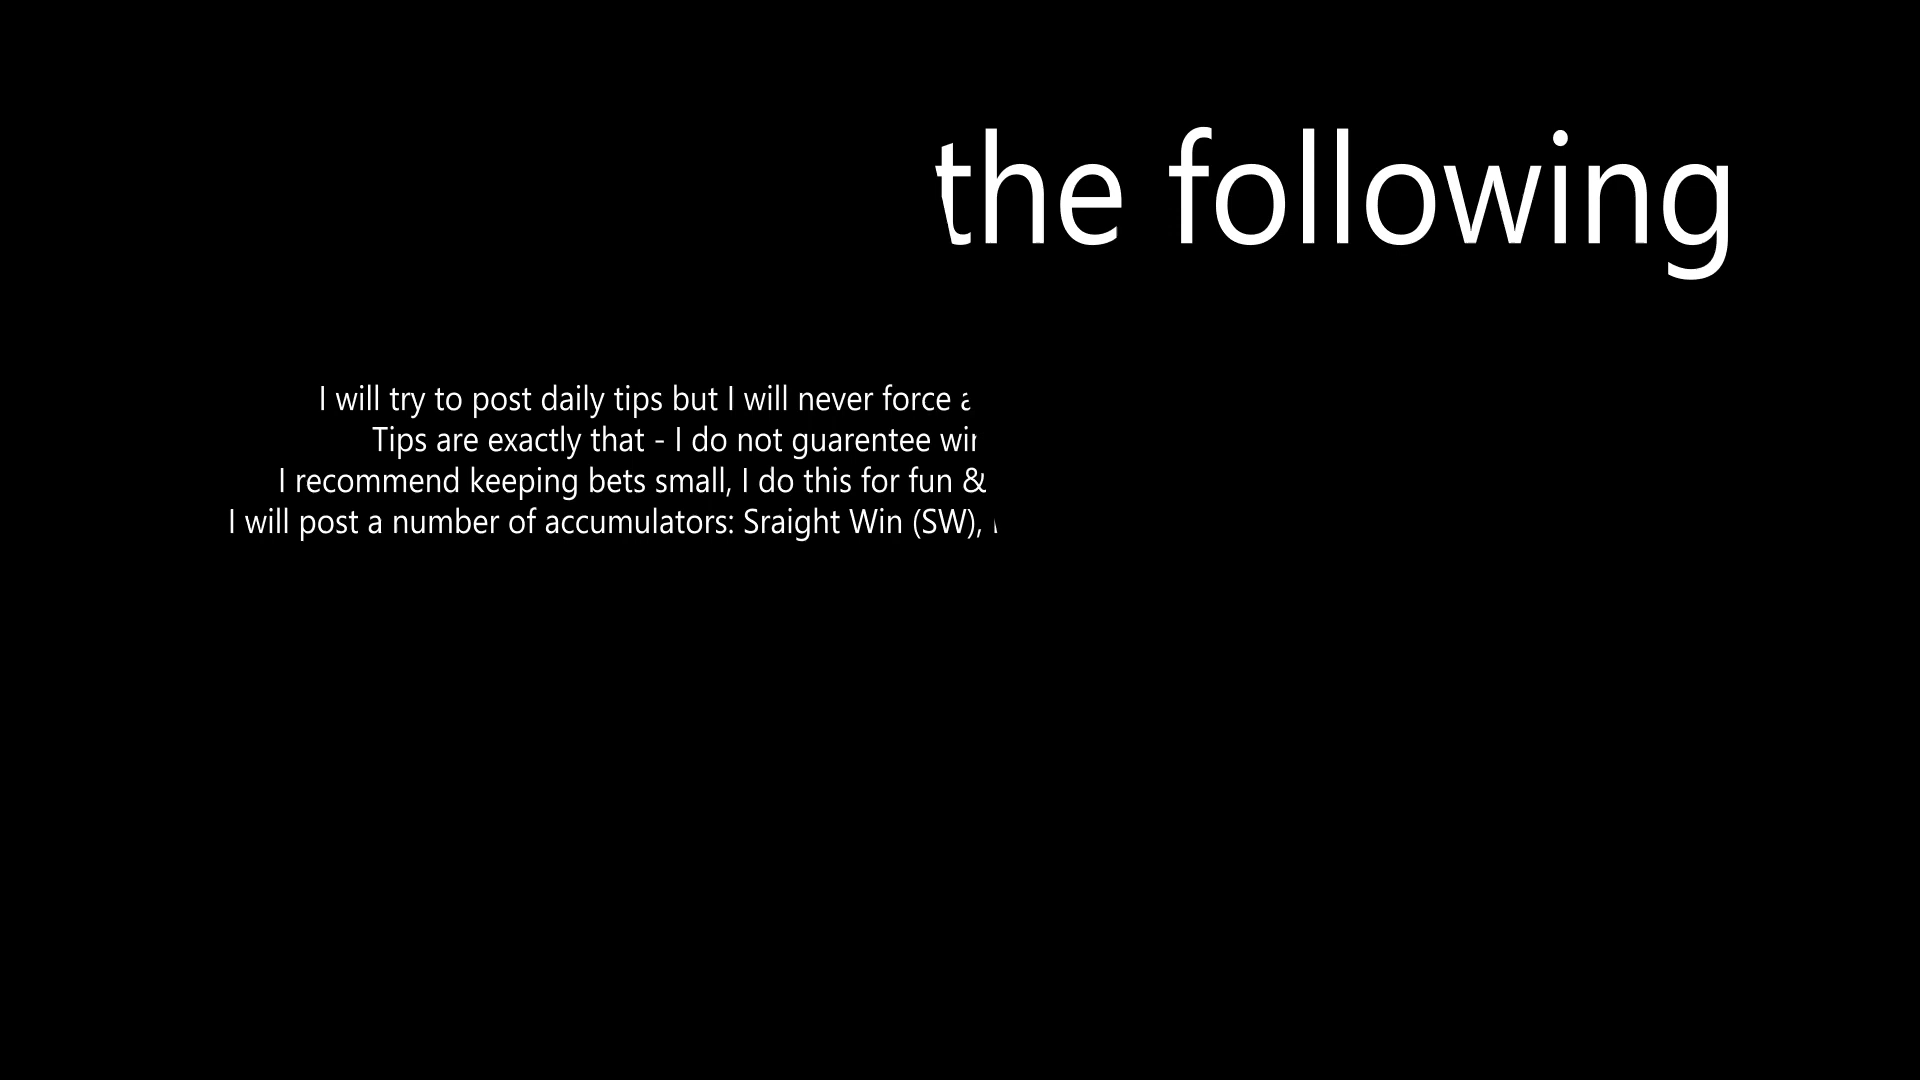 the following
I will try to post daily tips but I will never force
Tips are exactly that - I do not guarentee
I recommend keeping bets small, I do this for fun &
I will post a number of accumulators: Sraight Win (SW),